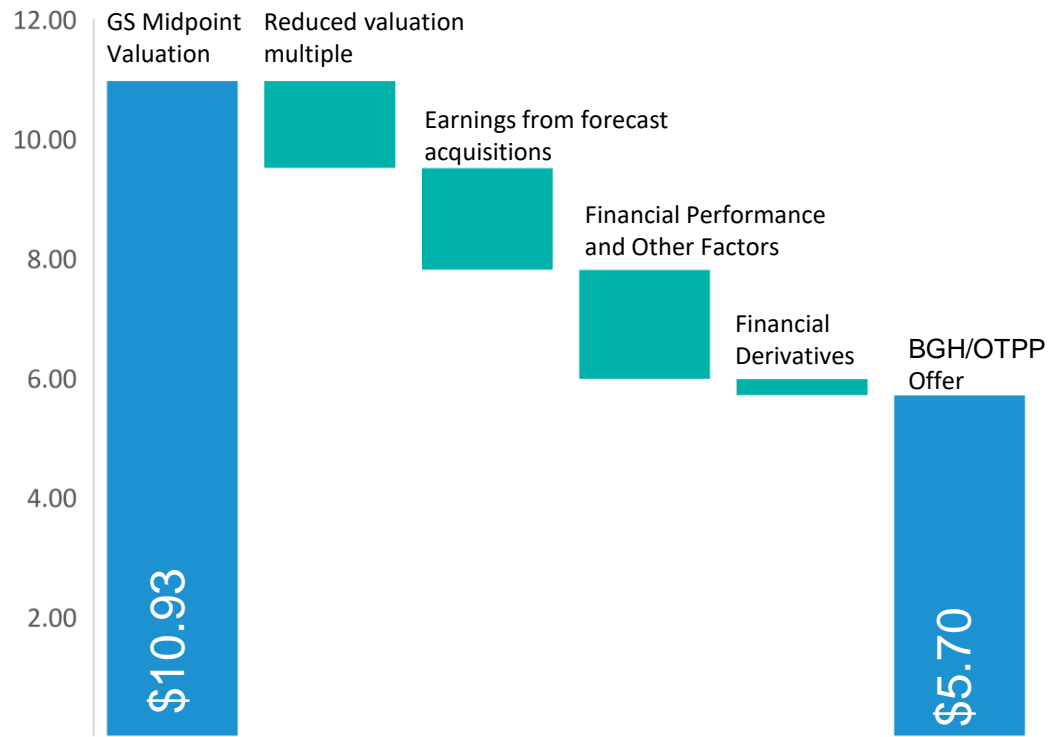 12.00
10.00
8.00
6.00
4.00
2.00
GS Midpoint
Valuation
Reduced valuation
multiple
Earnings from forecast
acquisitions
Financial Performance
and Other Factors
Financial
Derivatives
BGH/OTPP
Offer
$10.93
$5.70